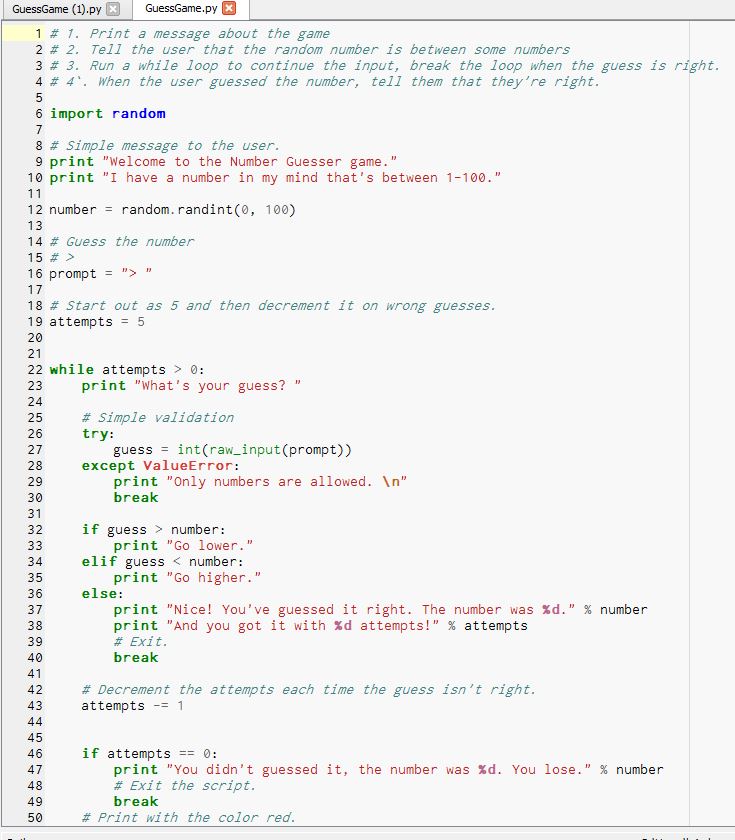 GuessGame (1).py GuessGame.py
1 # 1. Print a message about the game
2 # 2. Tell the user that the random number is between some numbers
3 # 3. Run a while loop to continue the input, break the loop when the guess is right.
4 # 4`. When the user guessed the number, tell them that they're right.
5
6 import random
7
8 # Simple message to the user.
9 print "Welcome to the Number Guesser game."
10 print "I have a number in my mind that's between 1-100."
11
12 number = random.randint(0, 100)
13
14 # Guess the number
15 # >
16 prompt = "> "
17
18 # Start out as 5 and then decrement it on wrong guesses.
19 attempts = 5
20
21
22 while attempts > 0:
23     print "What's your guess? "
24
25     # Simple validation
26     try:
27         guess = int(raw_input(prompt))
28     except ValueError:
29         print "Only numbers are allowed. \n"
30         break
31
32     if guess > number:
33         print "Go lower."
34     elif guess < number:
35         print "Go higher."
36     else:
37         print "Nice! You've guessed it right. The number was %d." % number
38         print "And you got it with %d attempts!" % attempts
39         # Exit.
40         break
41
42     # Decrement the attempts each time the guess isn't right.
43     attempts -= 1
44
45
46     if attempts == 0:
47         print "You didn't guessed it, the number was %d. You lose." % number
48         # Exit the script.
49         break
50     # Print with the color red.